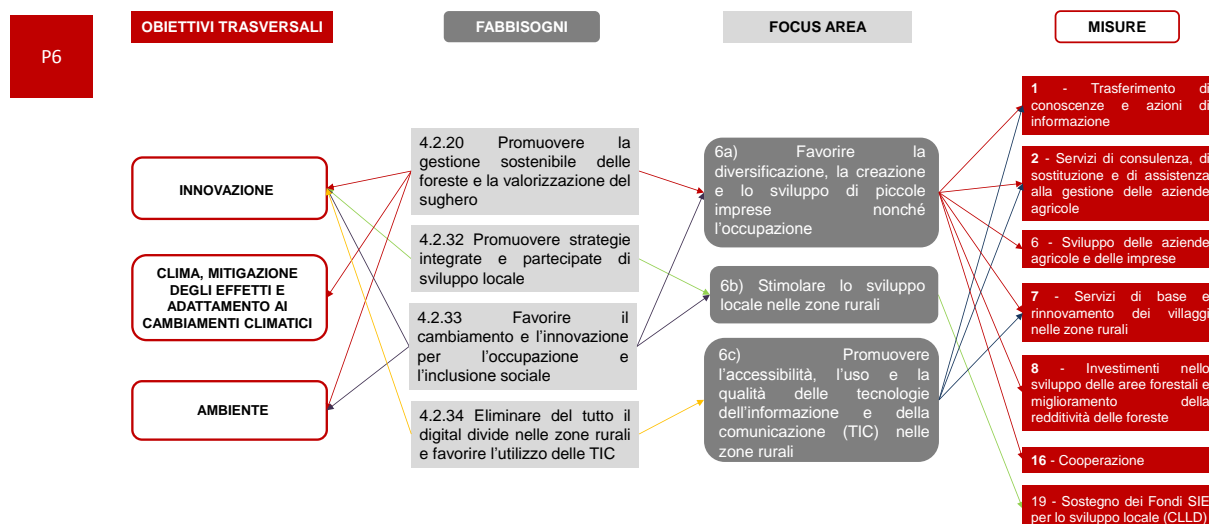 P6
OBIETTIVI TRASVERSALI
FABBISOGNI
FOCUS AREA
MISURE
INNOVAZIONE
CLIMA, MITIGAZIONE
DEGLI EFFETTI E
ADATTAMENTO AI
CAMBIAMENTI CLIMATICI
AMBIENTE
4.2.20 Promuovere la
gestione sostenibile delle
foreste e la valorizzazione del
sughero
4.2.32 Promuovere strategie
integrate e partecipate di
sviluppo locale
4.2.33 Favorire il
cambiamento e l'innovazione
per l'occupazione e
l'inclusione sociale
4.2.34 Eliminare del tutto il
digital divide nelle zone rurali
e favorire l'utilizzo delle TIC
6a) Favorire la
diversificazione, la creazione
e lo sviluppo di piccole
imprese nonché
l'occupazione
6b) Stimolare lo sviluppo
locale nelle zone rurali
6c) Promuovere
l'accessibilità, l'uso e la
qualità delle tecnologie
dell'informazione e della
comunicazione (TIC) nelle
zone rurali
1 - Trasferimento di
conoscenze e azioni di
informazione
2 - Servizi di consulenza, di
sostituzione e di assistenza
alla gestione delle aziende
agricole
6 - Sviluppo delle aziende
agricole e delle imprese
7 - Servizi di base e
rinnovamento dei villaggi
nelle zone rurali
8 - Investimenti nello
sviluppo delle aree forestali e
miglioramento della
redditività delle foreste
16 - Cooperazione
19 - Sostegno dei Fondi SIE
per lo sviluppo locale (CLLD)